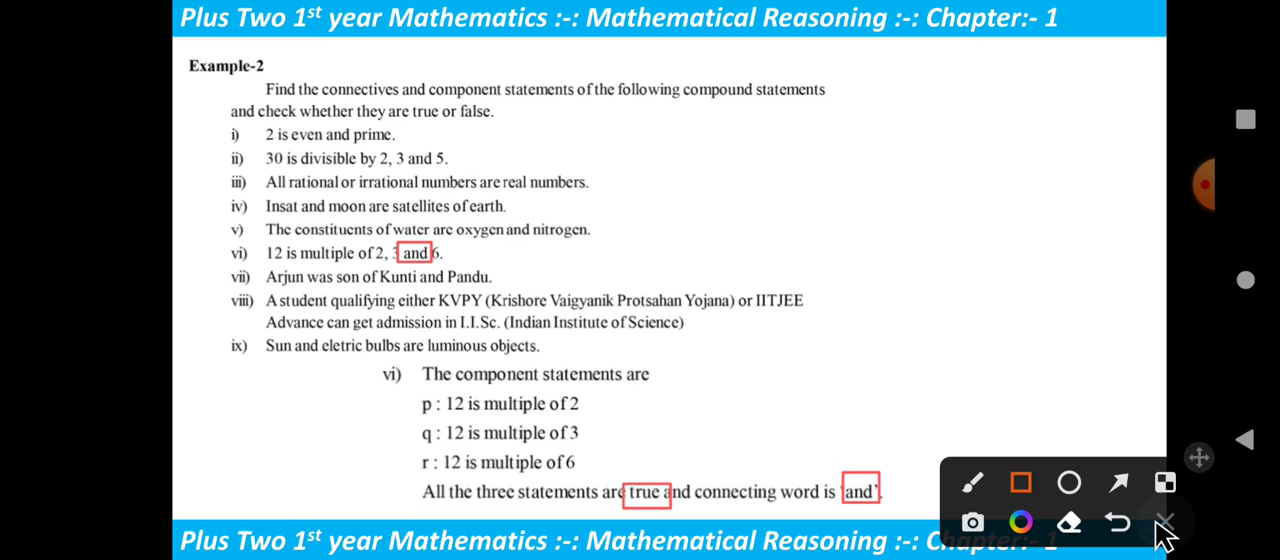 Plus Two 1st year Mathematics :-: Mathematical Reasoning :-: Chapter:- 1
Example-2
Find the connectives and component statements of the following compound statements
and check whether they are true or false.
i) 2 is even and prime.
ii) 30 is divisible by 2, 3 and 5.
iii) All rational or irrational numbers are real numbers.
iv) Insat and moon are satellites of earth.
v) The constituents of water are oxygen and nitrogen.
vi) 12 is multiple of 2, 3 and 6.
vii) Arjun was son of Kunti and Pandu.
viii) A student qualifying either KVPY (Krishore Vaigyanik Protsahan Yojana) or IITJEE
Advance can get admission in I.I.Sc. (Indian Institute of Science)
ix) Sun and eletric bulbs are luminous objects.
vi) The component statements are
p : 12 is multiple of 2
q : 12 is multiple of 3
r : 12 is multiple of 6
All the three statements are true and connecting word is 'and'.
Plus Two 1st year Mathematics :-: Mathematical Reasoning :-: Chapter:- 1